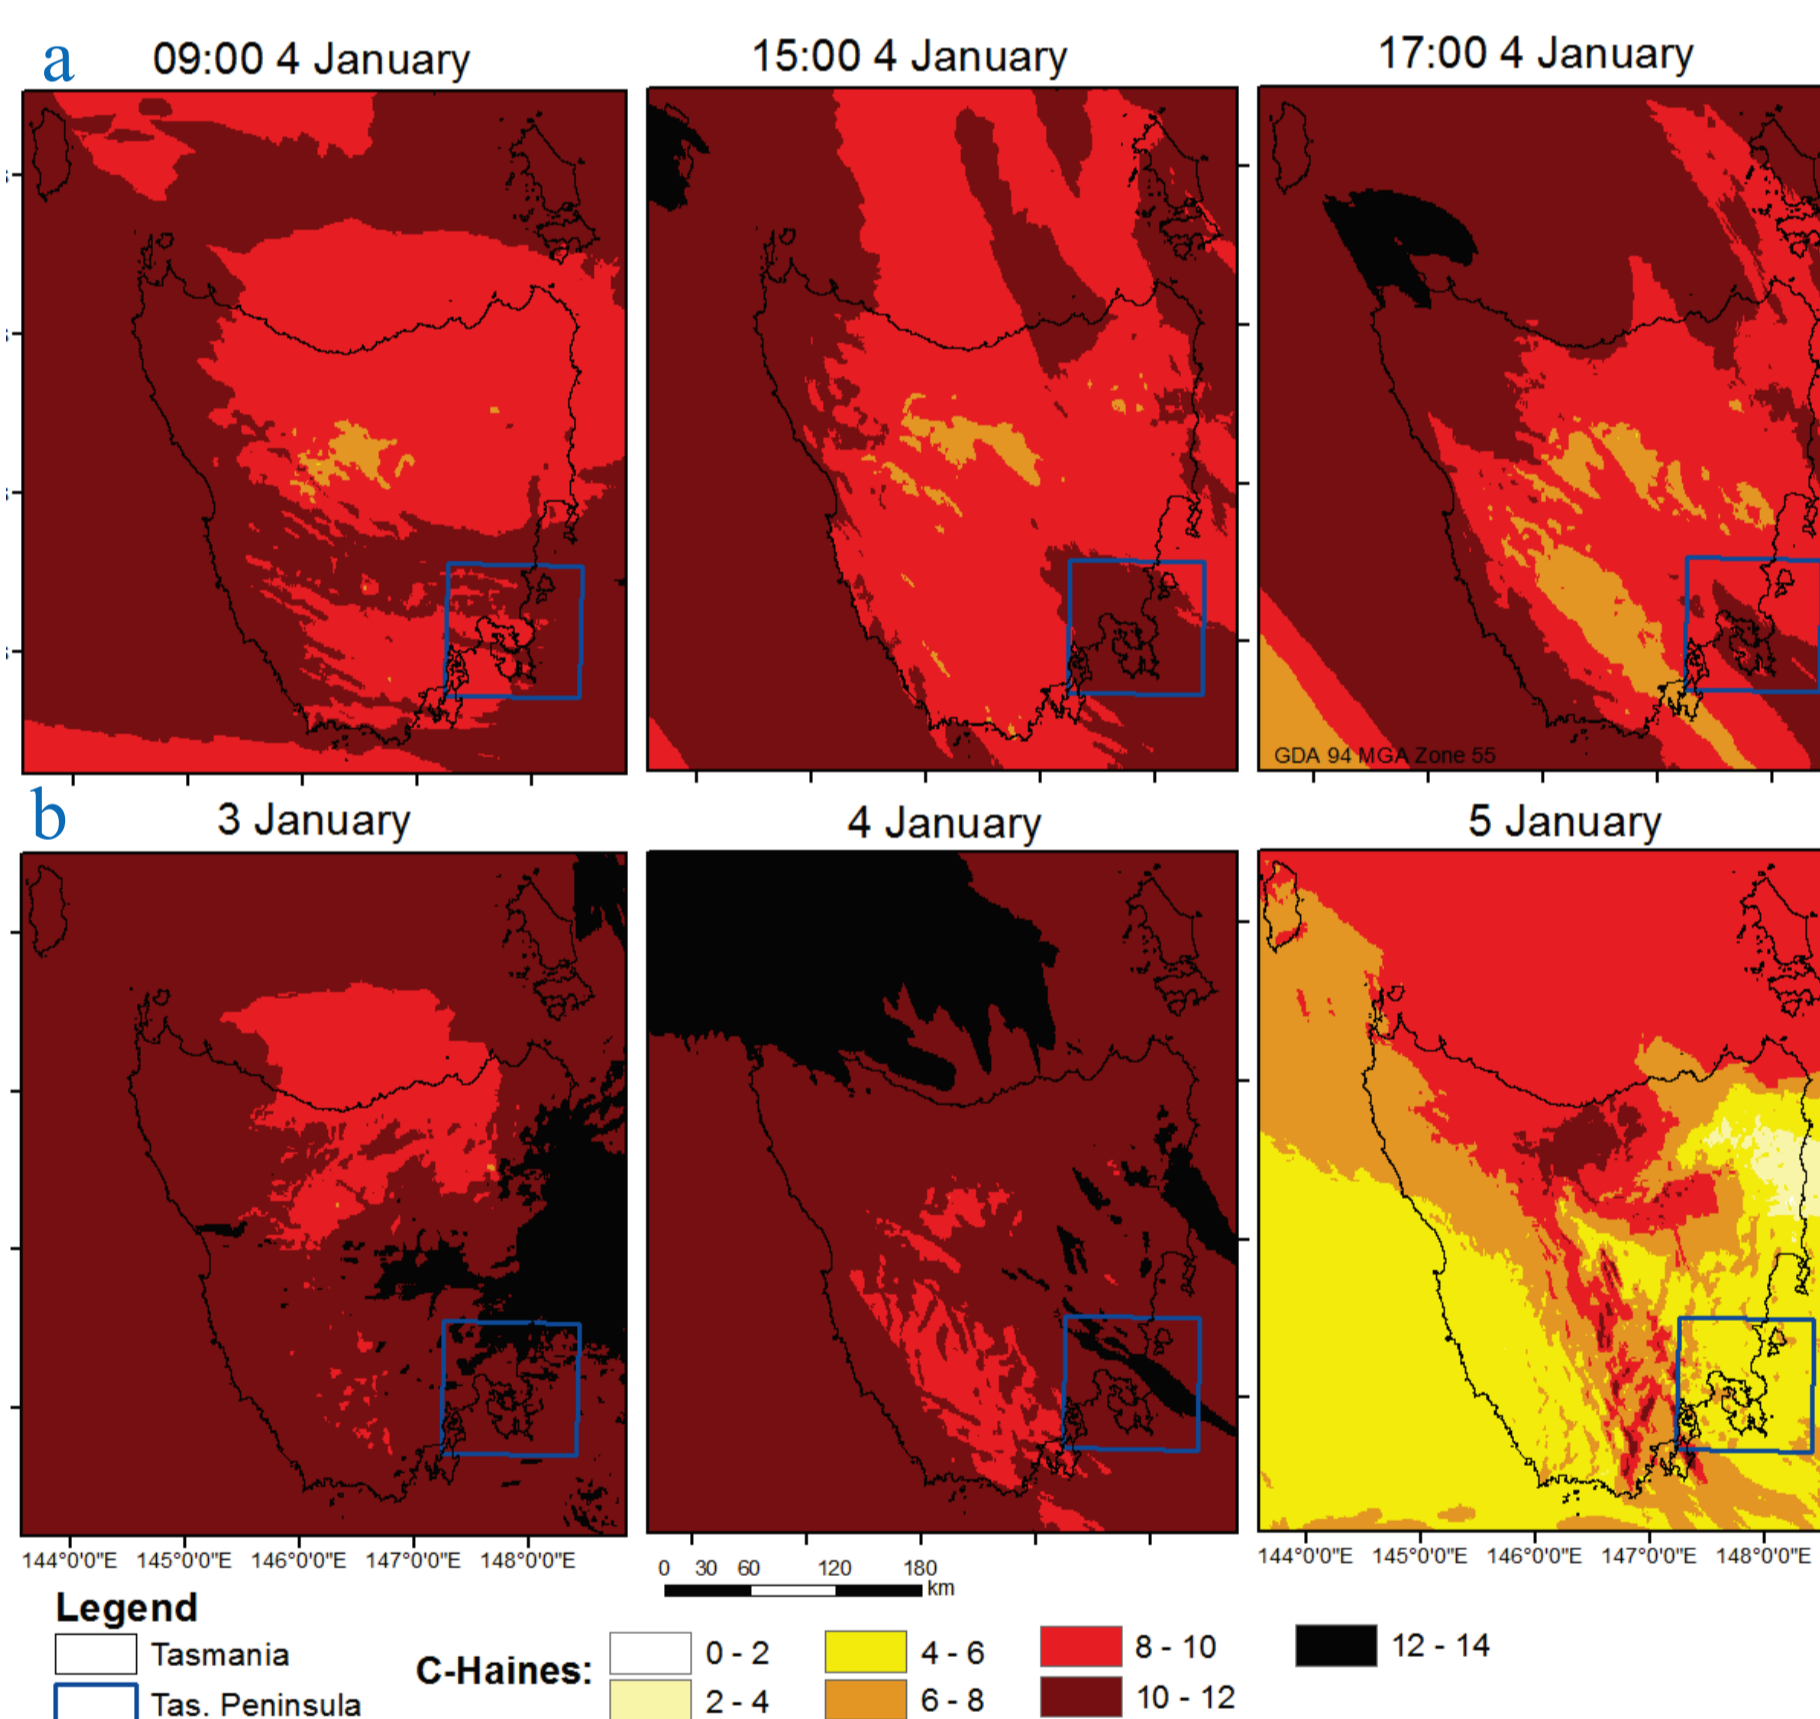 a
09:00 4 January
15:00 4 January
17:00 4 January
GDA 94 MGA Zone 55
b
3 January
4 January
5 January
144°0'0"E 145°0'0"E 146°0'0"E 147°0'0"E 148°0'0"E
0 30 60 120 180
km
144°0'0"E 145°0'0"E 146°0'0"E 147°0'0"E 148°0'0"E
Legend
Tasmania
Tas. Peninsula
C-Haines:
0 - 2
2 - 4
4 - 6
6 - 8
8 - 10
10 - 12
12 - 14